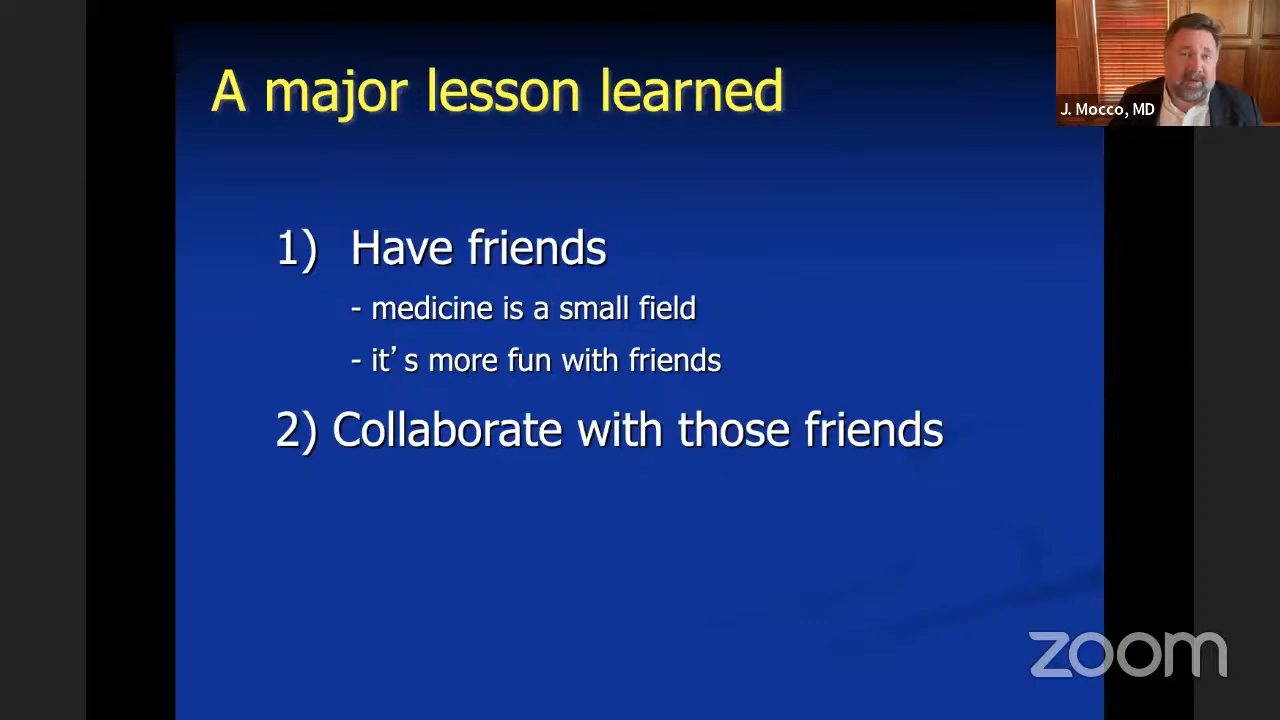 A major lesson learned
J. Mocco, MD
1) Have friends
- medicine is a small field
- it’s more fun with friends
2) Collaborate with those friends
zoom